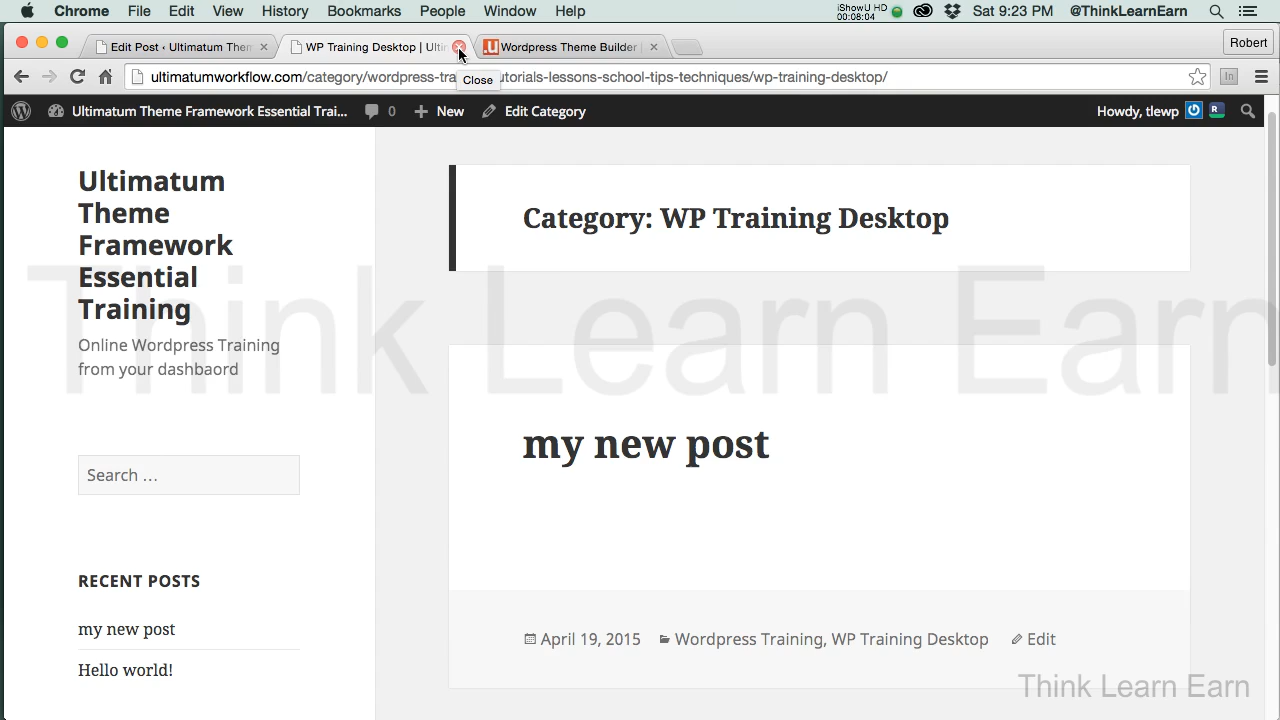 Chrome File Edit View History Bookmarks People Window Help iShowU HD 00:08:04 Sat 9:23 PM @ThinkLearnEarn
Edit Post ‹ Ultimatum Them WP Training Desktop | Ultim Wordpress Theme Builder Robert
ultimatumworkflow.com/category/wordpress-tra utorials-lessons-school-tips-techniques/wp-training-desktop/
Close
Ultimatum Theme Framework Essential Trai... 0 New Edit Category Howdy, tlewp
Ultimatum
Theme
Framework
Essential
Training
Online Wordpress Training
from your dashbaord
Category: WP Training Desktop
Think Learn Earn
my new post
Search …
RECENT POSTS
my new post
Hello world!
April 19, 2015 Wordpress Training, WP Training Desktop Edit
Think Learn Earn